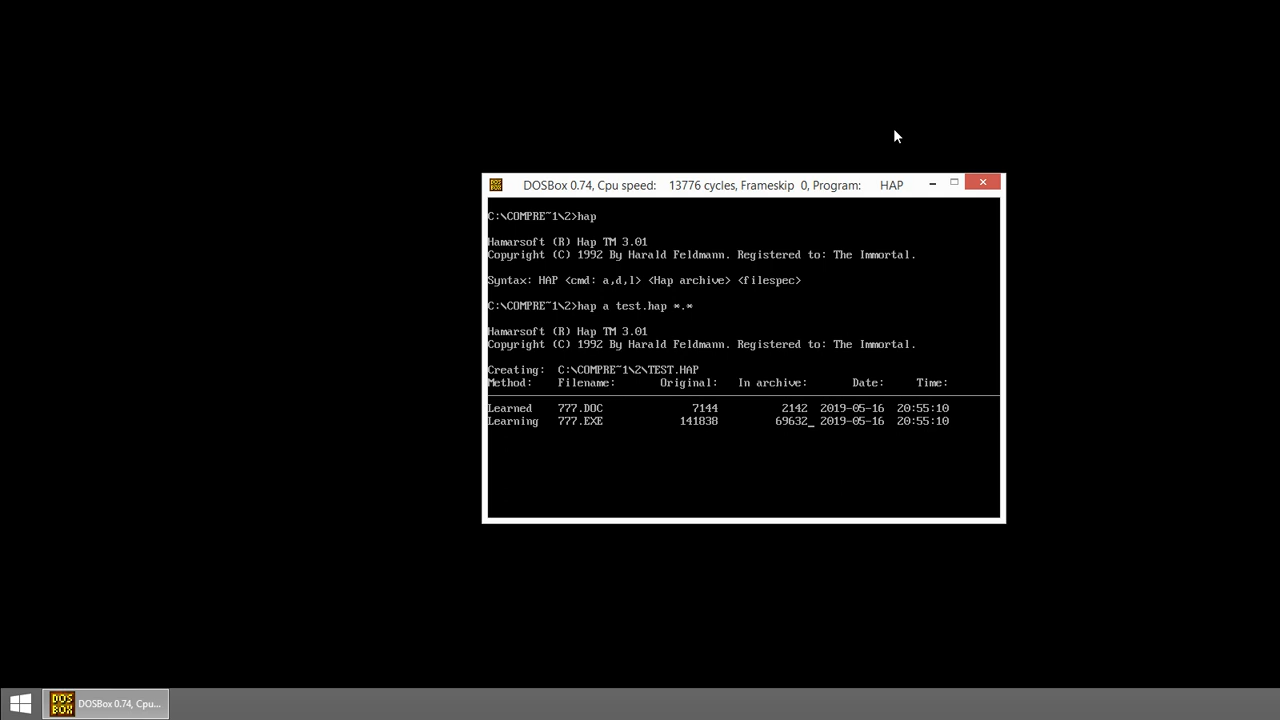 DOSBox 0.74, Cpu speed: 13776 cycles, Frameskip 0, Program: HAP
C:\COMPRE~1\2>hap
Hamarsoft (R) Hap TM 3.01
Copyright (C) 1992 By Harald Feldmann. Registered to: The Immortal.
Syntax: HAP <cmd: a,d,l> <Hap archive> <filespec>
C:\COMPRE~1\2>hap a test.hap *.*
Hamarsoft (R) Hap TM 3.01
Copyright (C) 1992 By Harald Feldmann. Registered to: The Immortal.
Creating: C:\COMPRE~1\2\TEST.HAP
Method: Filename: Original: In archive: Date: Time:
Learned 777.DOC 7144 2142 2019-05-16 20:55:10
Learning 777.EXE 141838 69632_ 2019-05-16 20:55:10
DOS
BOX
DOSBox 0.74, Cpu...